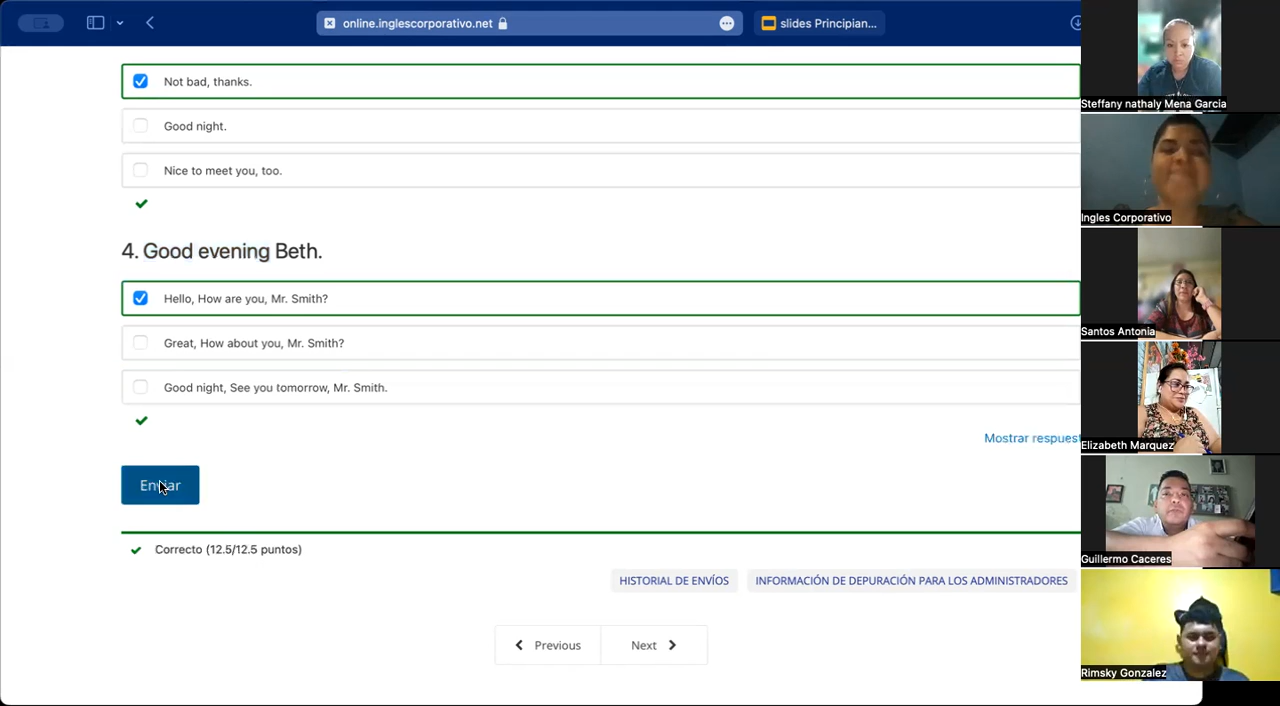 online.inglescorporativo.net
slides Principian...
Not bad, thanks.
Good night.
Nice to meet you, too.
4. Good evening Beth.
Hello, How are you, Mr. Smith?
Great, How about you, Mr. Smith?
Good night, See you tomorrow, Mr. Smith.
Mostrar respuest
Enviar
Correcto (12.5/12.5 puntos)
HISTORIAL DE ENVÍOS
INFORMACIÓN DE DEPURACIÓN PARA LOS ADMINISTRADORES
Previous
Next
Steffany nathaly Mena Garcia
Ingles Corporativo
Santos Antonia
Elizabeth Marquez
Guillermo Caceres
Rimsky Gonzalez